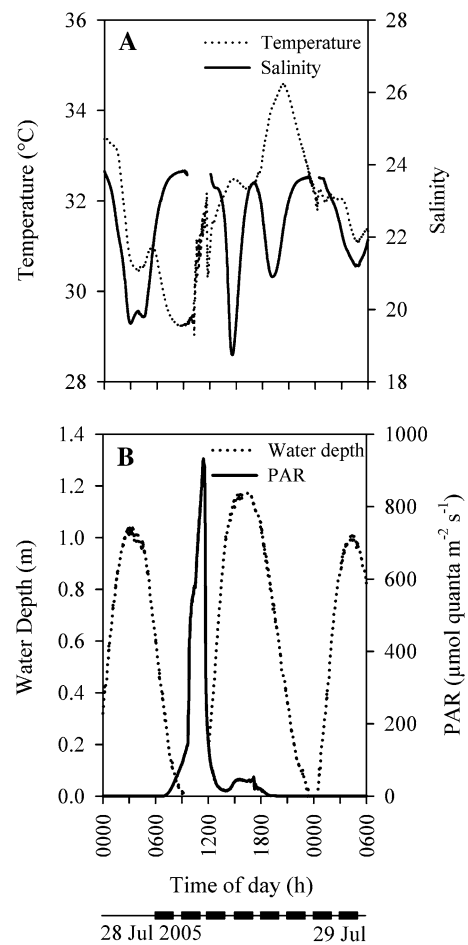 36
34
32
30
28
Temperature (°C)
A
Temperature
Salinity
28
26
24
22
20
18
Salinity
1.4
1.2
1.0
0.8
0.6
0.4
0.2
0.0
Water Depth (m)
B
Water depth
PAR
1000
800
600
400
200
0
PAR (µmol quanta m⁻² s⁻¹)
0000
0600
1200
1800
0000
0600
Time of day (h)
28 Jul 2005
29 Jul